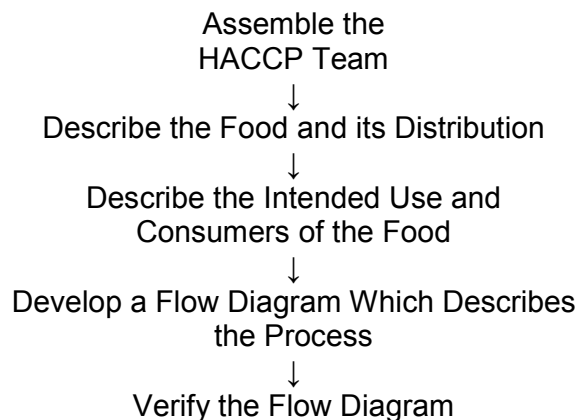 Assemble the
HACCP Team
↓
Describe the Food and its Distribution
↓
Describe the Intended Use and
Consumers of the Food
↓
Develop a Flow Diagram Which Describes
the Process
↓
Verify the Flow Diagram